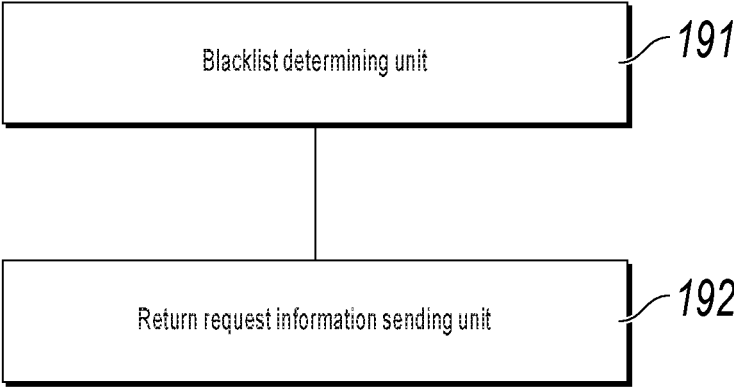 Blacklist determining unit
191
Return request information sending unit
192